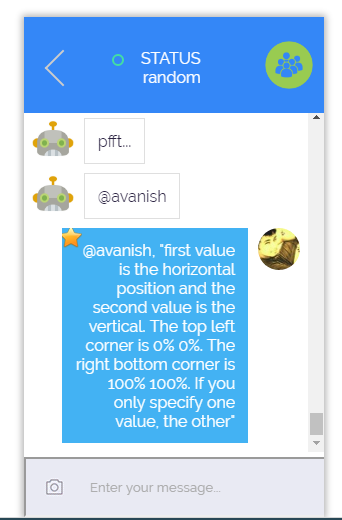 STATUS
random
pfft...
@avanish
@avanish, "first value
is the horizontal
position and the
second value is the
vertical. The top left
corner is 0% 0%. The
right bottom corner is
100% 100%. If you
only specify one
value, the other"
Enter your message...